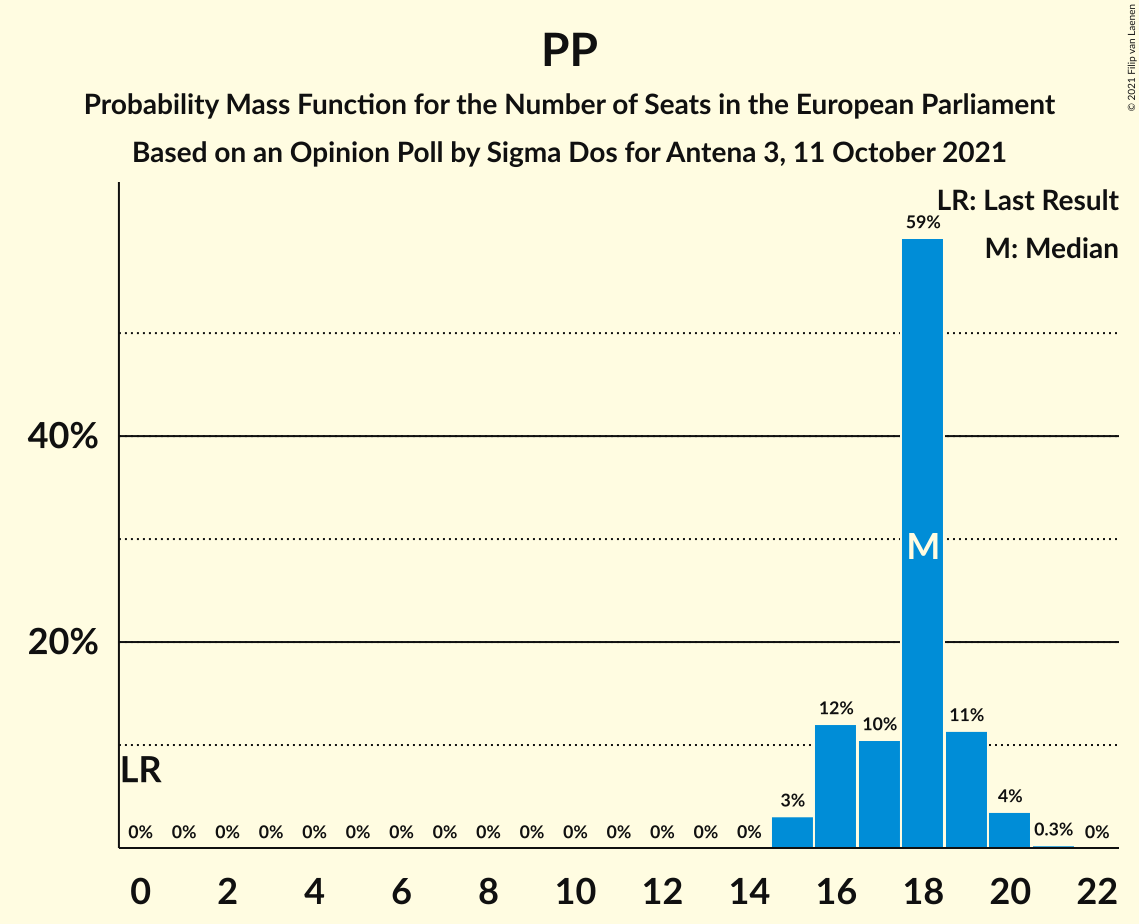 PP
Probability Mass Function for the Number of Seats in the European Parliament
Based on an Opinion Poll by Sigma Dos for Antena 3, 11 October 2021
© 2021 Filip van Laenen
LR: Last Result
M: Median
59%
40%
M
20%
12%
10%
11%
LR
3%
4%
0% 0% 0% 0% 0% 0% 0% 0% 0% 0% 0% 0% 0% 0% 0% 0.3% 0%
0 2 4 6 8 10 12 14 16 18 20 22